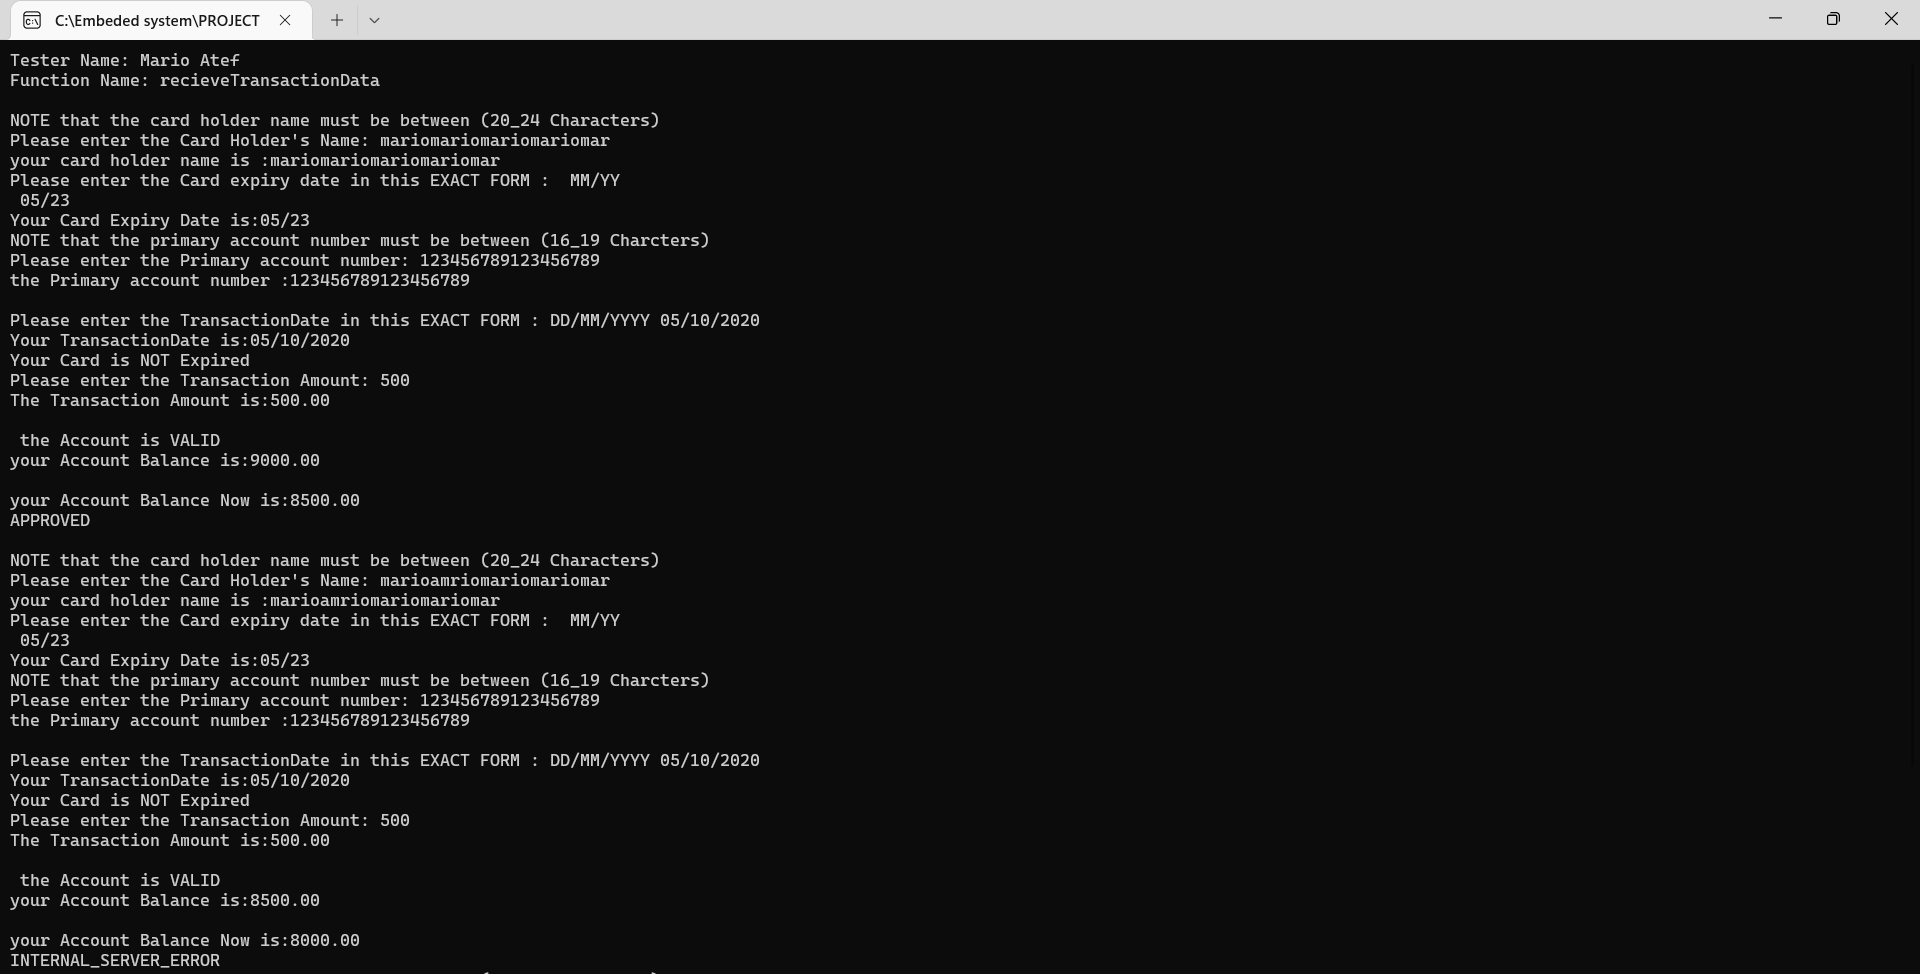 C:\Embeded system\PROJECT
Tester Name: Mario Atef
Function Name: recieveTransactionData
NOTE that the card holder name must be between (20_24 Characters)
Please enter the Card Holder's Name: mariomariomariomariomar
your card holder name is :mariomariomariomariomar
Please enter the Card expiry date in this EXACT FORM :  MM/YY
 05/23
Your Card Expiry Date is:05/23
NOTE that the primary account number must be between (16_19 Charcters)
Please enter the Primary account number: 123456789123456789
the Primary account number :123456789123456789
Please enter the TransactionDate in this EXACT FORM : DD/MM/YYYY 05/10/2020
Your TransactionDate is:05/10/2020
Your Card is NOT Expired
Please enter the Transaction Amount: 500
The Transaction Amount is:500.00
 the Account is VALID
your Account Balance is:9000.00
your Account Balance Now is:8500.00
APPROVED
NOTE that the card holder name must be between (20_24 Characters)
Please enter the Card Holder's Name: marioamriomariomariomar
your card holder name is :marioamriomariomariomar
Please enter the Card expiry date in this EXACT FORM :  MM/YY
 05/23
Your Card Expiry Date is:05/23
NOTE that the primary account number must be between (16_19 Charcters)
Please enter the Primary account number: 123456789123456789
the Primary account number :123456789123456789
Please enter the TransactionDate in this EXACT FORM : DD/MM/YYYY 05/10/2020
Your TransactionDate is:05/10/2020
Your Card is NOT Expired
Please enter the Transaction Amount: 500
The Transaction Amount is:500.00
 the Account is VALID
your Account Balance is:8500.00
your Account Balance Now is:8000.00
INTERNAL_SERVER_ERROR